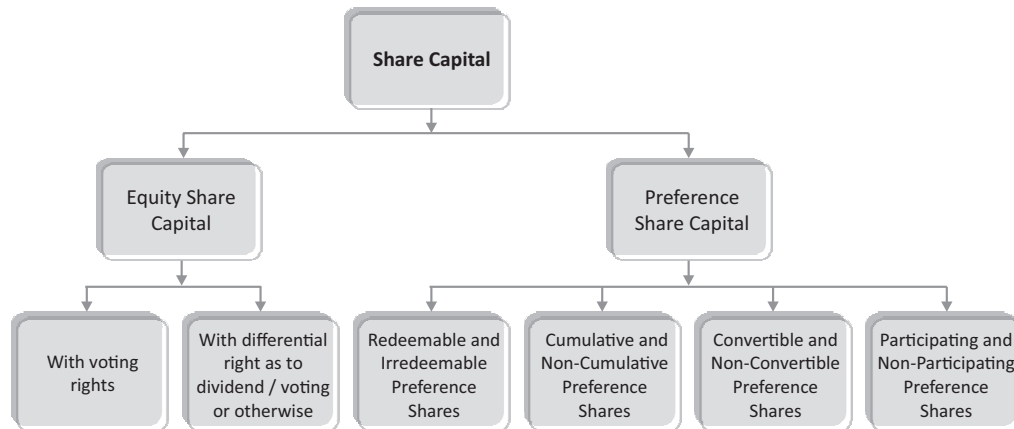 Share Capital
Equity Share
Capital
Preference
Share Capital
With voting
rights
With differential
right as to
dividend / voting
or otherwise
Redeemable and
Irredeemable
Preference
Shares
Cumulative and
Non-Cumulative
Preference
Shares
Convertible and
Non-Convertible
Preference
Shares
Participating and
Non-Participating
Preference
Shares